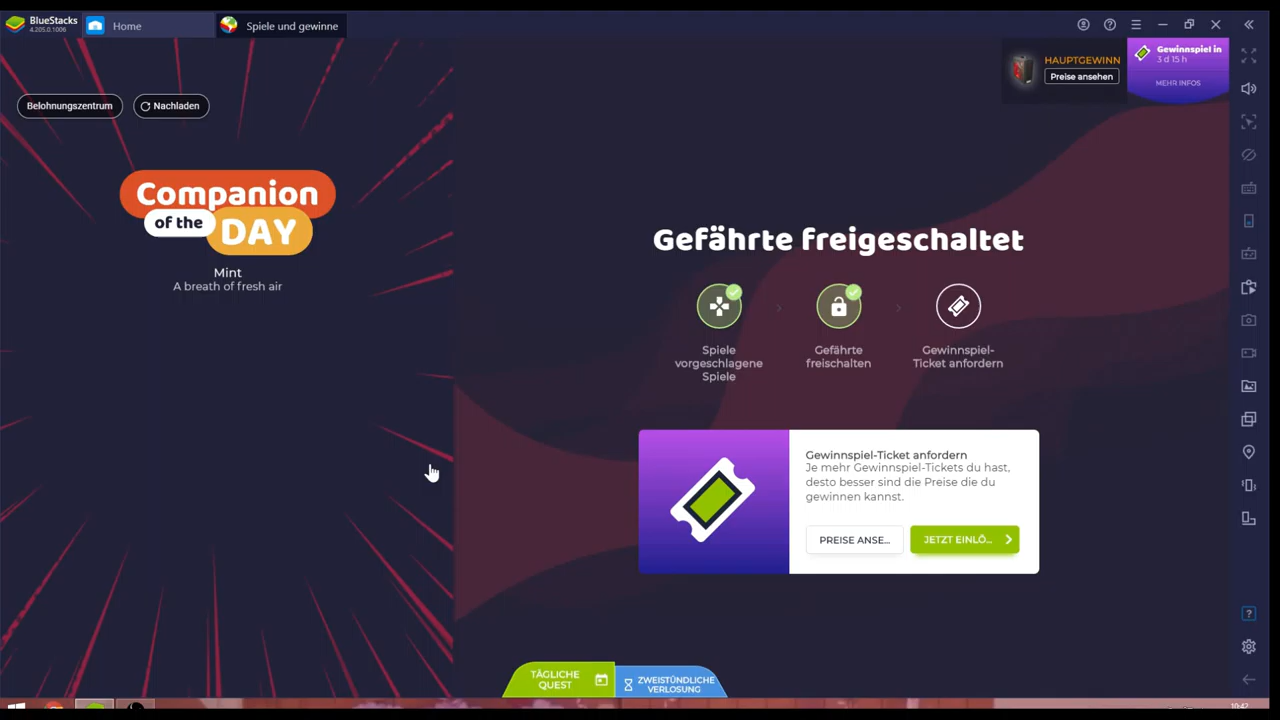 BlueStacks
4.205.0.1006
Home
Spiele und gewinne
HAUPTGEWINN
Preise ansehen
Gewinnspiel in
3 d 15 h
MEHR INFOS
Belohnungszentrum
Nachladen
Companion
of the
DAY
Mint
A breath of fresh air
Gefährte freigeschaltet
Spiele
vorgeschlagene
Spiele
Gefährte
freischalten
Gewinnspiel-
Ticket anfordern
Gewinnspiel-Ticket anfordern
Je mehr Gewinnspiel-Tickets du hast,
desto besser sind die Preise die du
gewinnen kannst.
PREISE ANSE...
JETZT EINLÖ...
TÄGLICHE
QUEST
ZWEISTÜNDLICHE
VERLOSUNG